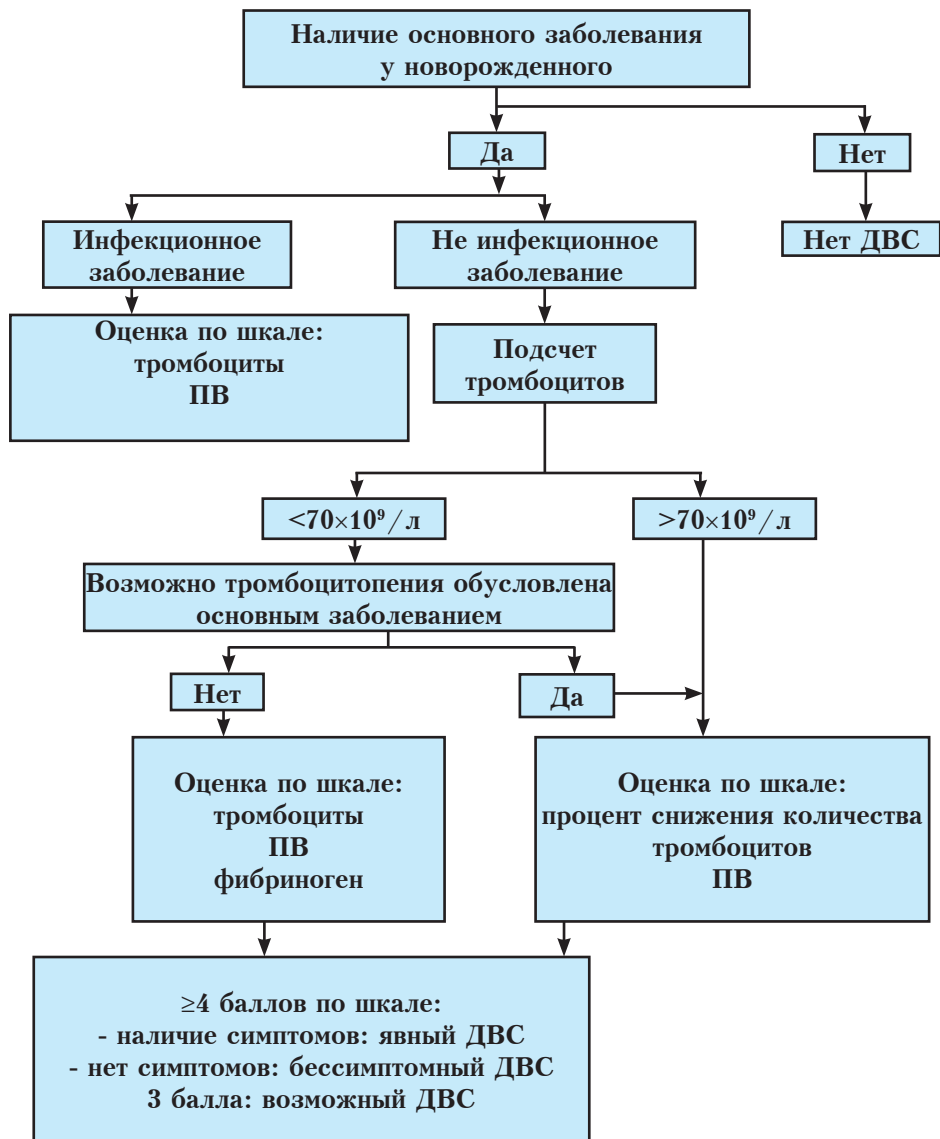 Наличие основного заболевания
у новорожденного
Да
Нет
Инфекционное
заболевание
Не инфекционное
заболевание
Нет ДВС
Оценка по шкале:
тромбоциты
ПВ
Подсчет
тромбоцитов
<70×10⁹/л
>70×10⁹/л
Возможно тромбоцитопения обусловлена
основным заболеванием
Нет
Да
Оценка по шкале:
тромбоциты
ПВ
фибриноген
Оценка по шкале:
процент снижения количества
тромбоцитов
ПВ
≥4 баллов по шкале:
- наличие симптомов: явный ДВС
- нет симптомов: бессимптомный ДВС
3 балла: возможный ДВС